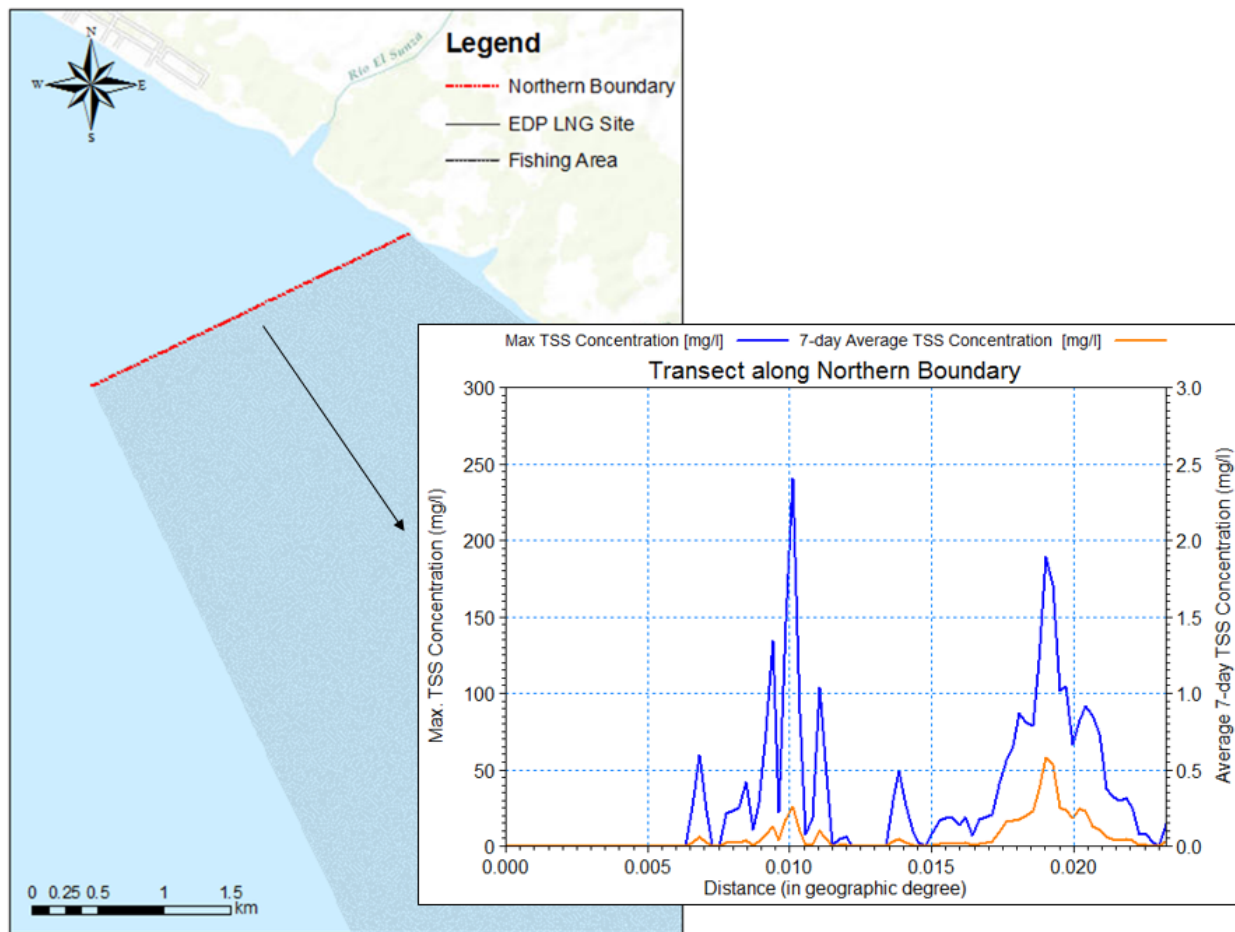 N
W
E
S
Río El Sunza
Legend
Northern Boundary
EDP LNG Site
Fishing Area
0 0.25 0.5 1 1.5
km
Max TSS Concentration [mg/l] 7-day Average TSS Concentration [mg/l]
Transect along Northern Boundary
Max. TSS Concentration (mg/l)
300
250
200
150
100
50
0
3.0
2.5
2.0
1.5
1.0
0.5
0.0
Average 7-day TSS Concentration (mg/l)
0.000 0.005 0.010 0.015 0.020
Distance (in geographic degree)